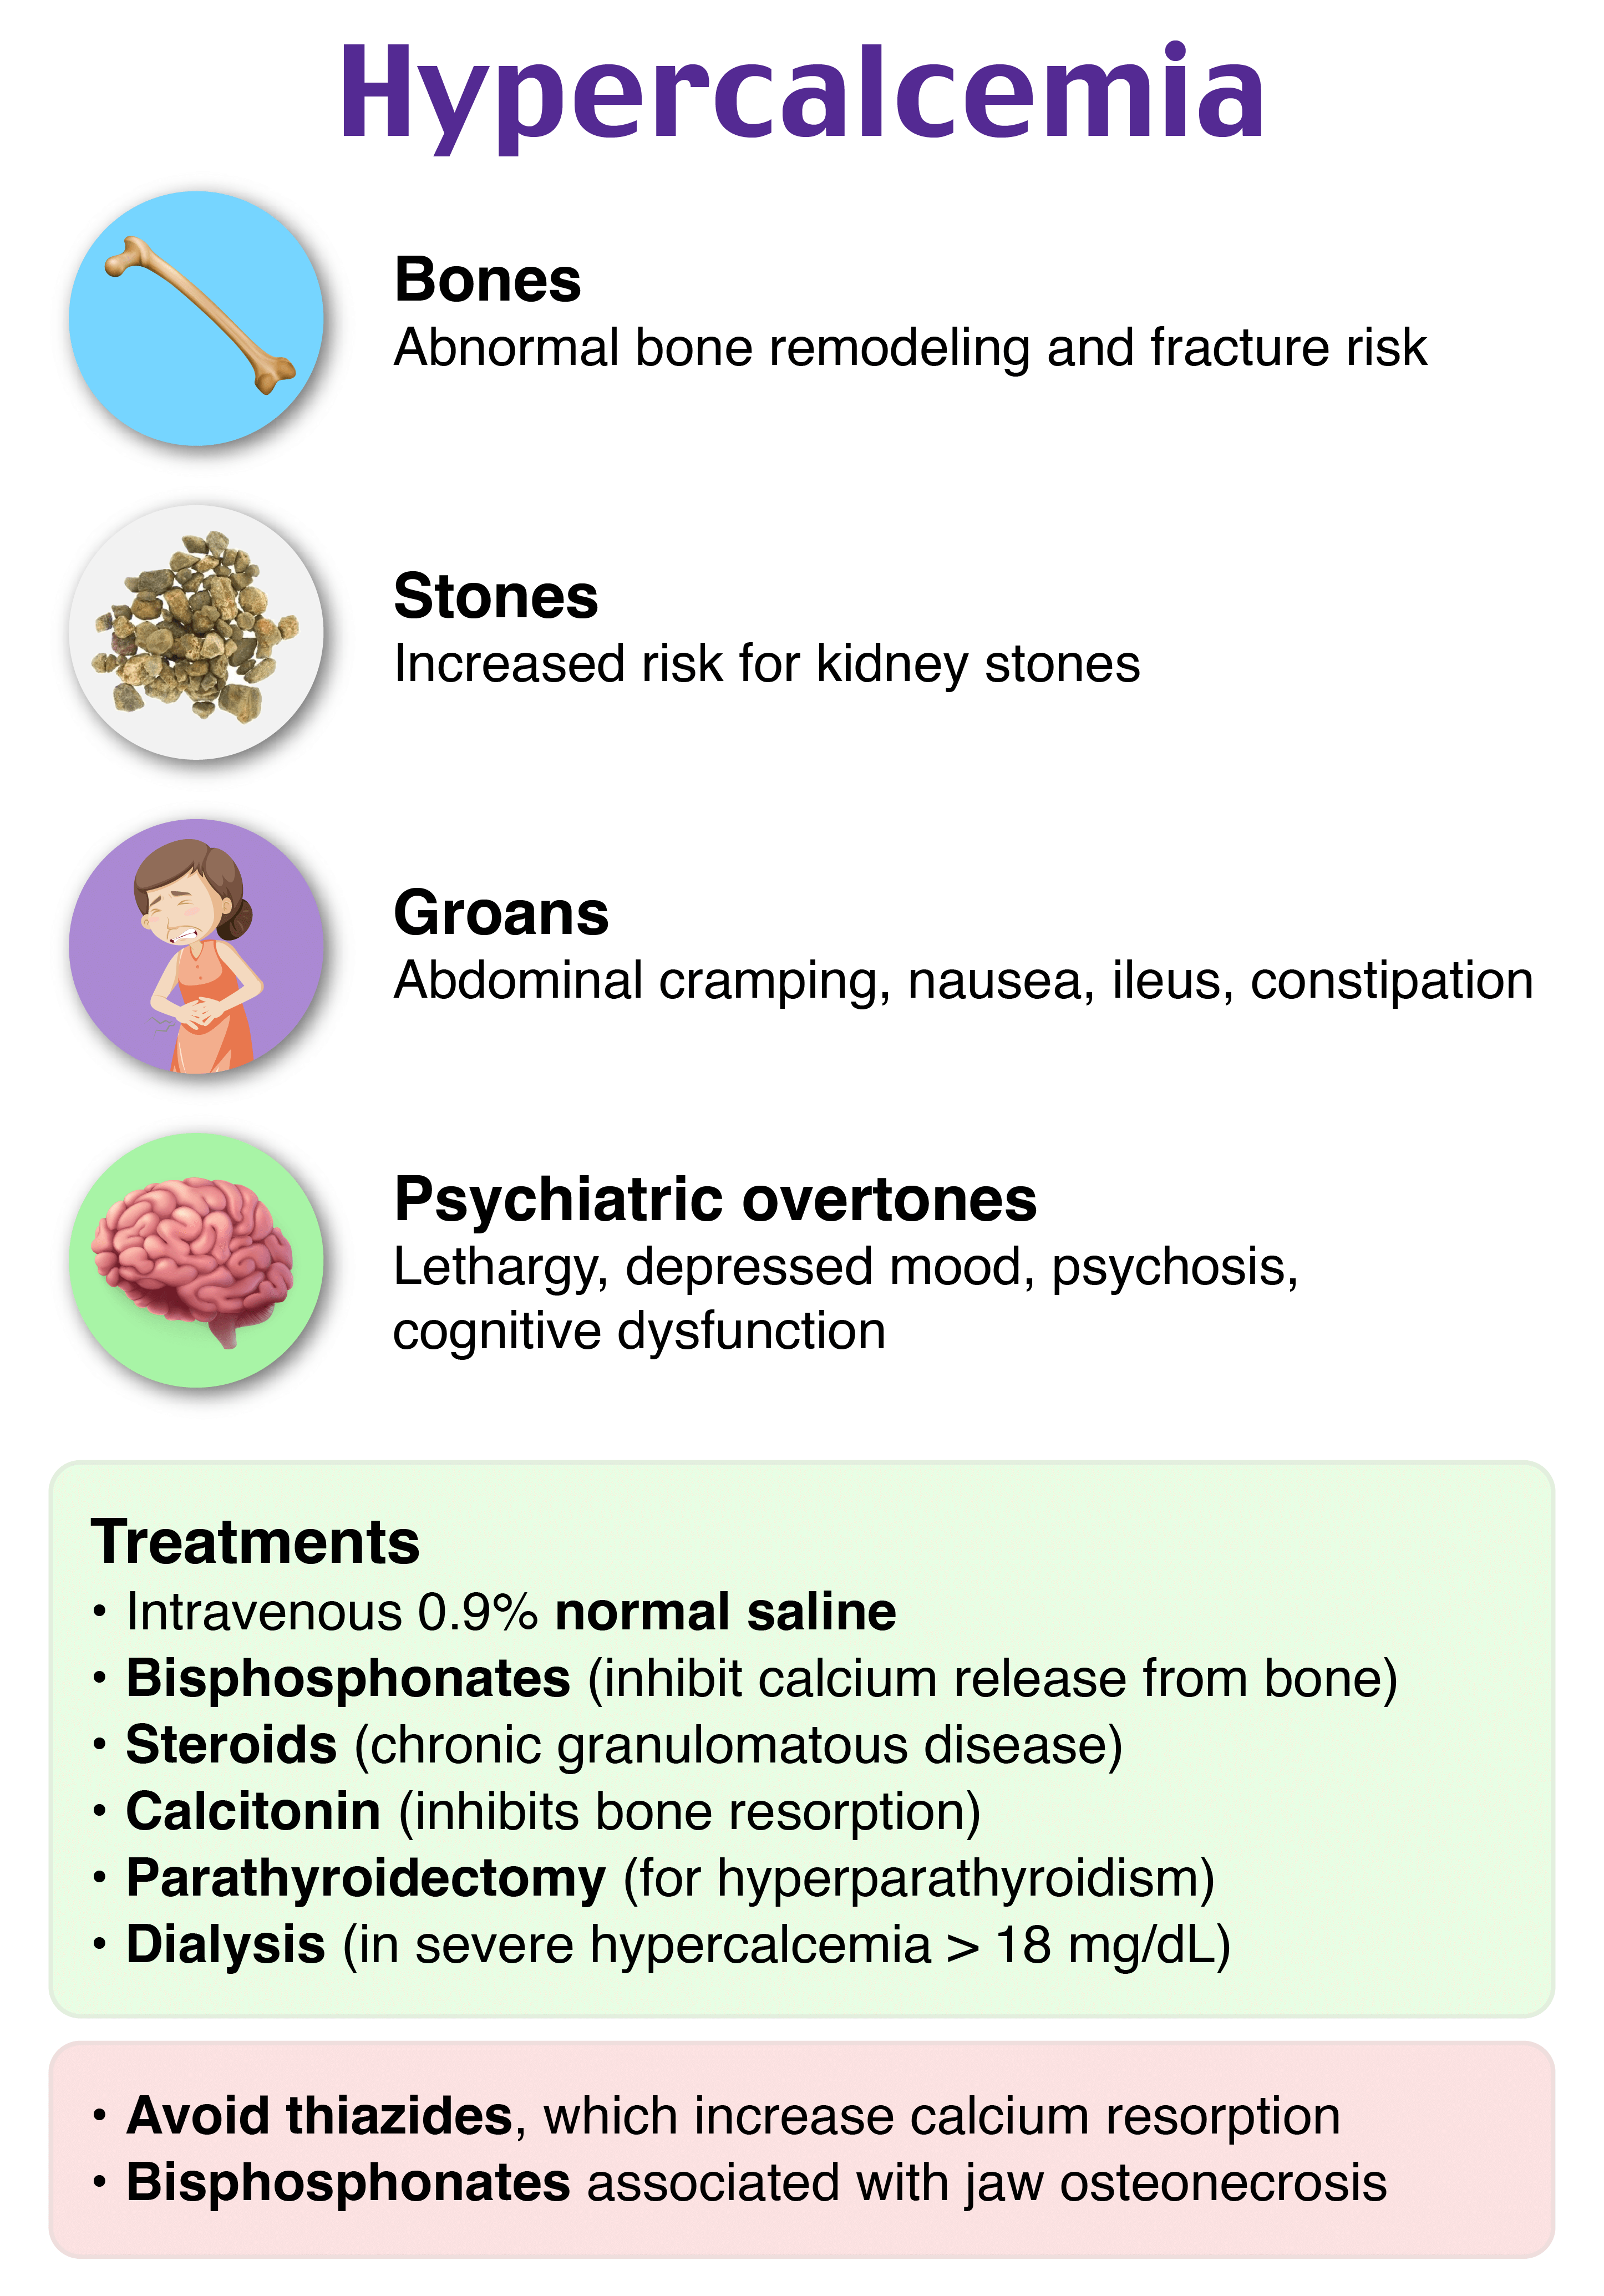 Hypercalcemia
Bones
Abnormal bone remodeling and fracture risk
Stones
Increased risk for kidney stones
Groans
Abdominal cramping, nausea, ileus, constipation
Psychiatric overtones
Lethargy, depressed mood, psychosis,
cognitive dysfunction
Treatments
• Intravenous 0.9% normal saline
• Bisphosphonates (inhibit calcium release from bone)
• Steroids (chronic granulomatous disease)
• Calcitonin (inhibits bone resorption)
• Parathyroidectomy (for hyperparathyroidism)
• Dialysis (in severe hypercalcemia > 18 mg/dL)
• Avoid thiazides, which increase calcium resorption
• Bisphosphonates associated with jaw osteonecrosis